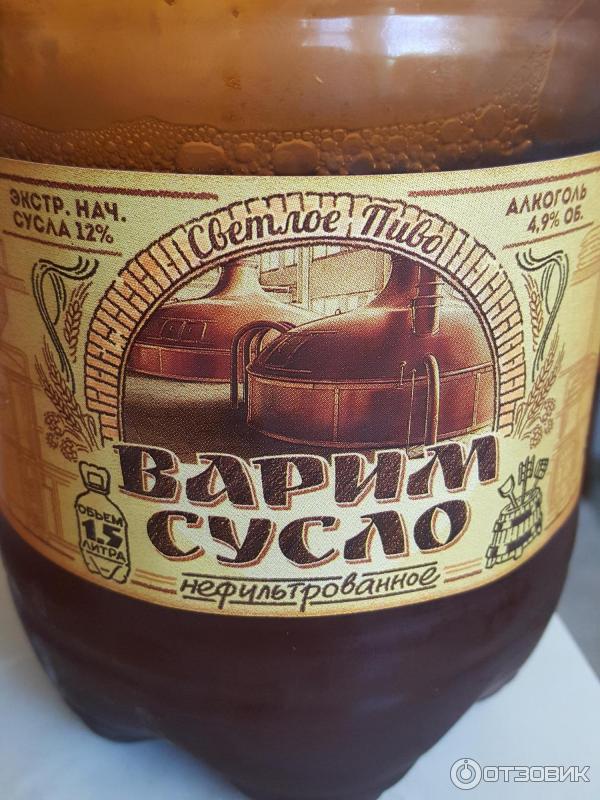 ЭКСТР. НАЧ.
СУСЛА 12%
АЛКОГОЛЬ
4,9% ОБ.
Светлое Пиво
ВАРИМ
СУСЛО
нефильтрованное
ОБЪЕМ
1.5
ЛИТРА
ОТЗОВИК